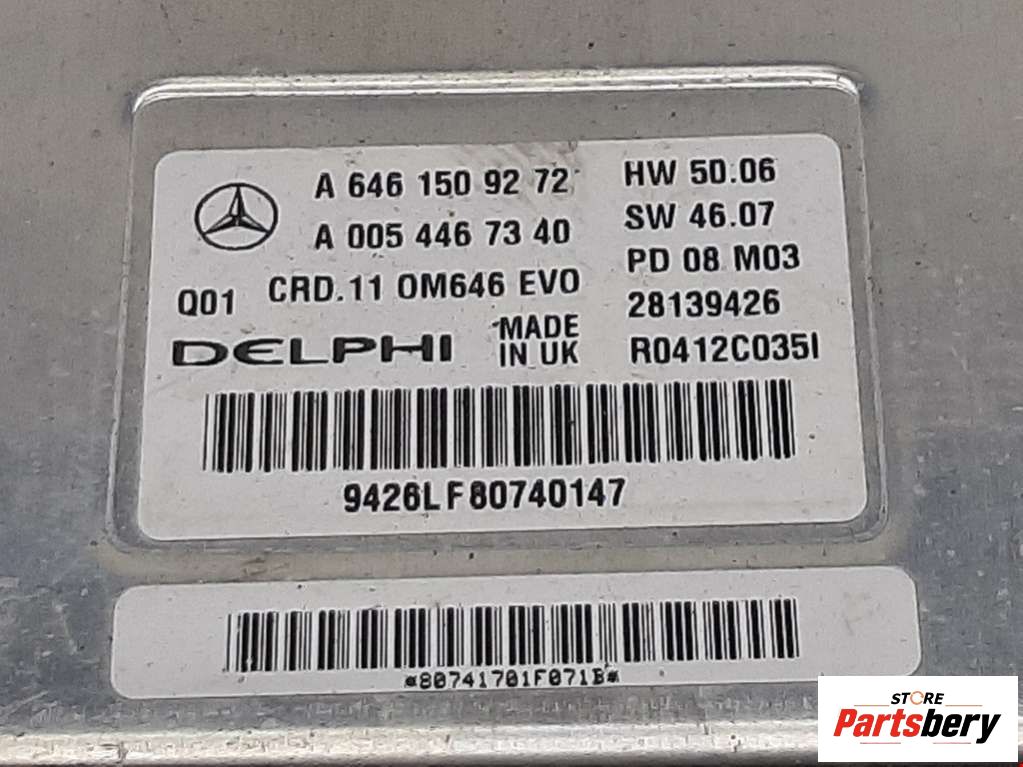 A 646 150 92 72
A 005 446 73 40
Q01
CRD.11 OM646 EVO
DELPHI
MADE
IN UK
HW 50.06
SW 46.07
PD 08 M03
28139426
R0412C035I
9426LF80740147
*80741701F071B*
STORE
Partsbery